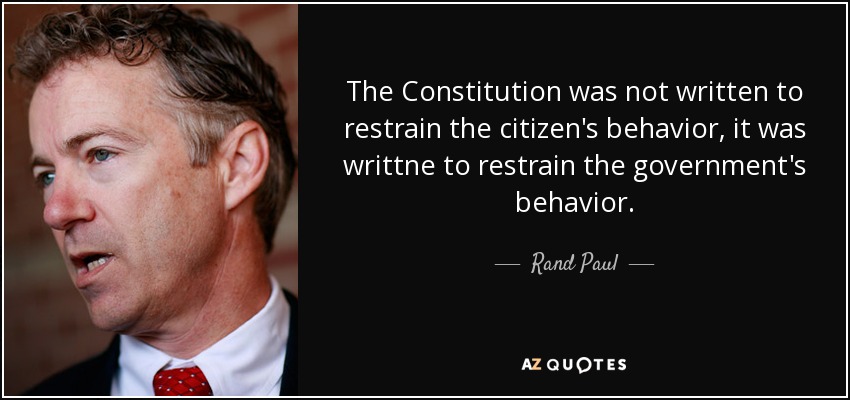 The Constitution was not written to
restrain the citizen's behavior, it was
writtne to restrain the government's
behavior.
Rand Paul
AZ QUOTES